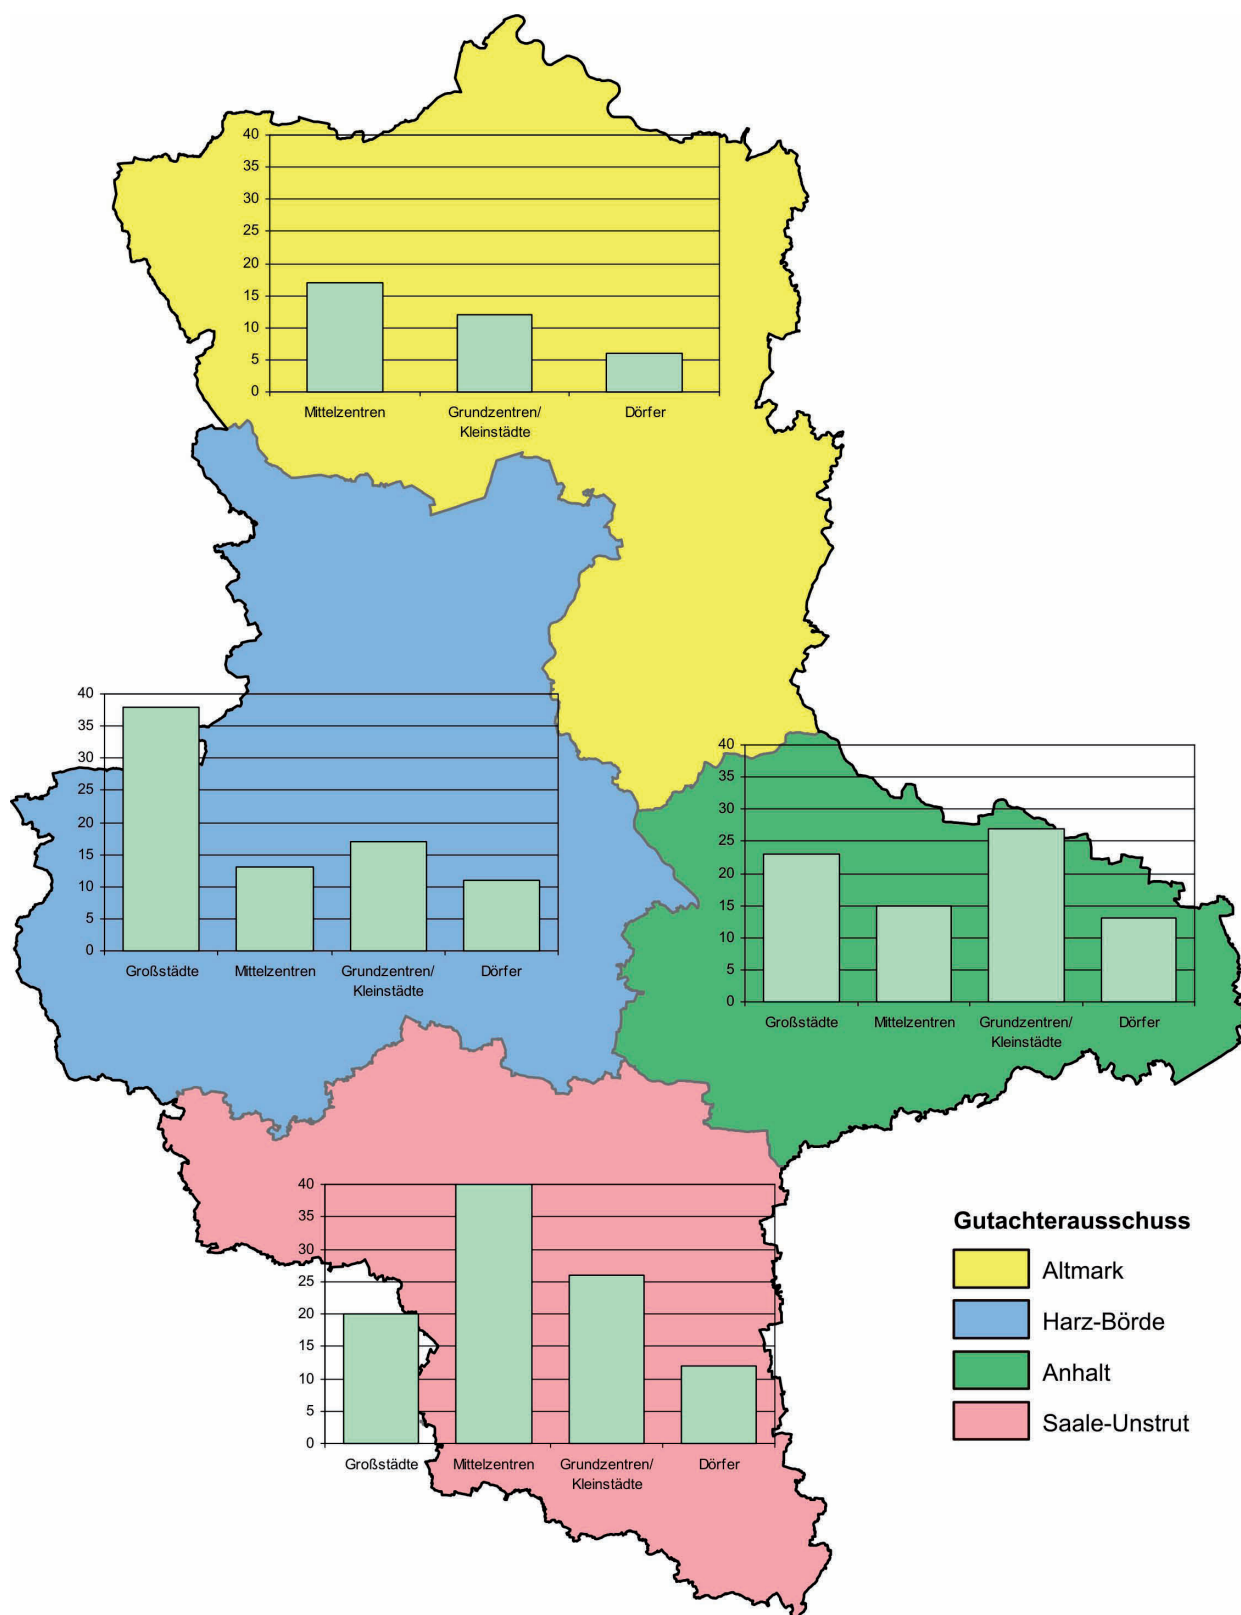 40
35
30
25
20
15
10
5
0
Mittelzentren
Grundzentren/
Kleinstädte
Dörfer
40
35
30
25
20
15
10
5
0
Großstädte
Mittelzentren
Grundzentren/
Kleinstädte
Dörfer
40
35
30
25
20
15
10
5
0
Großstädte
Mittelzentren
Grundzentren/
Kleinstädte
Dörfer
40
35
30
25
20
15
10
5
0
Großstädte
Mittelzentren
Grundzentren/
Kleinstädte
Dörfer
Gutachterausschuss
Altmark
Harz-Börde
Anhalt
Saale-Unstrut